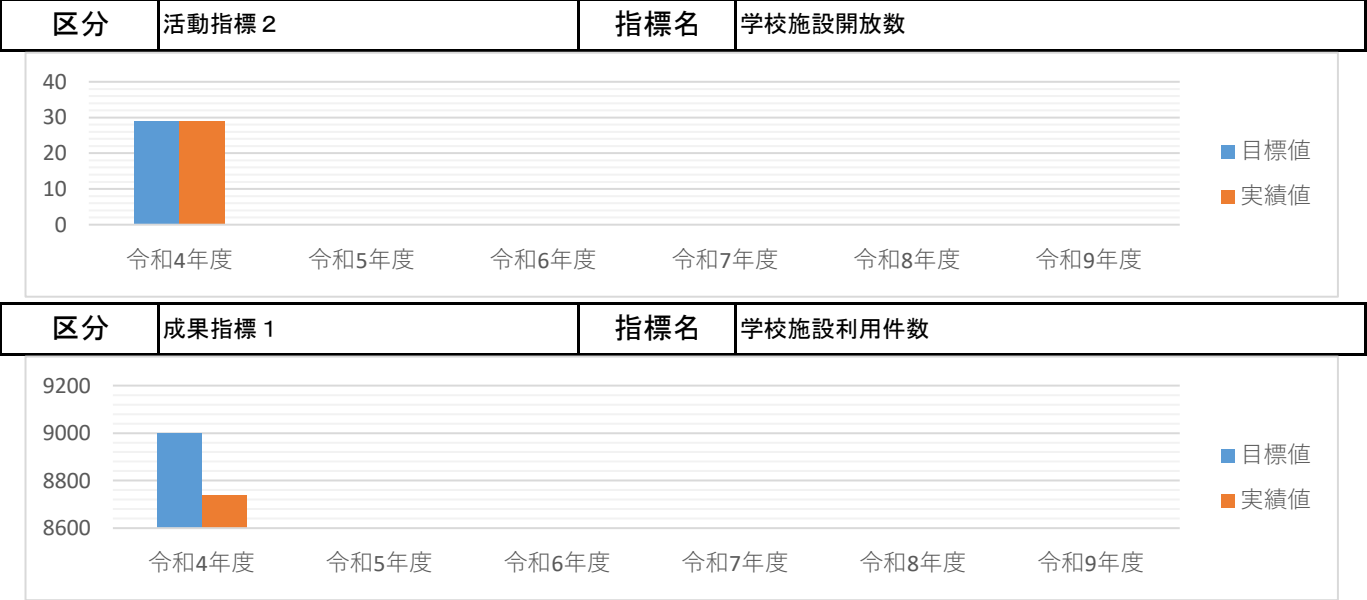 区分 活動指標２ 指標名 学校施設開放数
40
30
20
10
0
目標値
実績値
令和4年度 令和5年度 令和6年度 令和7年度 令和8年度 令和9年度
区分 成果指標１ 指標名 学校施設利用件数
9200
9000
8800
8600
目標値
実績値
令和4年度 令和5年度 令和6年度 令和7年度 令和8年度 令和9年度